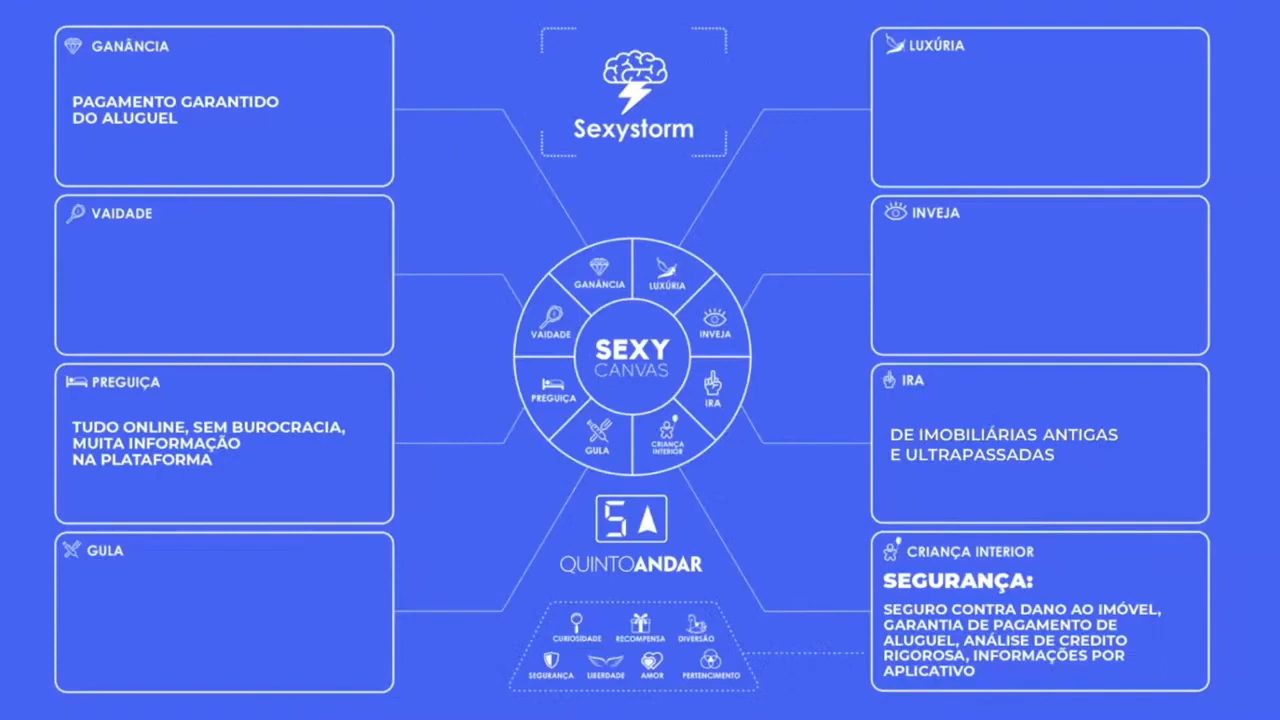 GANÂNCIA
PAGAMENTO GARANTIDO
DO ALUGUEL
VAIDADE
PREGUIÇA
TUDO ONLINE, SEM BUROCRACIA,
MUITA INFORMAÇÃO
NA PLATAFORMA
GULA
Sexystorm
GANÂNCIA
LUXÚRIA
VAIDADE
INVEJA
SEXY
CANVAS
PREGUIÇA
IRA
GULA
CRIANÇA
INTERIOR
5
QUINTOANDAR
CURIOSIDADE
RECOMPENSA
DIVERSÃO
SEGURANÇA
LIBERDADE
AMOR
PERTENCIMENTO
LUXÚRIA
INVEJA
IRA
DE IMOBILIÁRIAS ANTIGAS
E ULTRAPASSADAS
CRIANÇA INTERIOR
SEGURANÇA:
SEGURO CONTRA DANO AO IMÓVEL,
GARANTIA DE PAGAMENTO DE
ALUGUEL, ANÁLISE DE CREDITO
RIGOROSA, INFORMAÇÕES POR
APLICATIVO